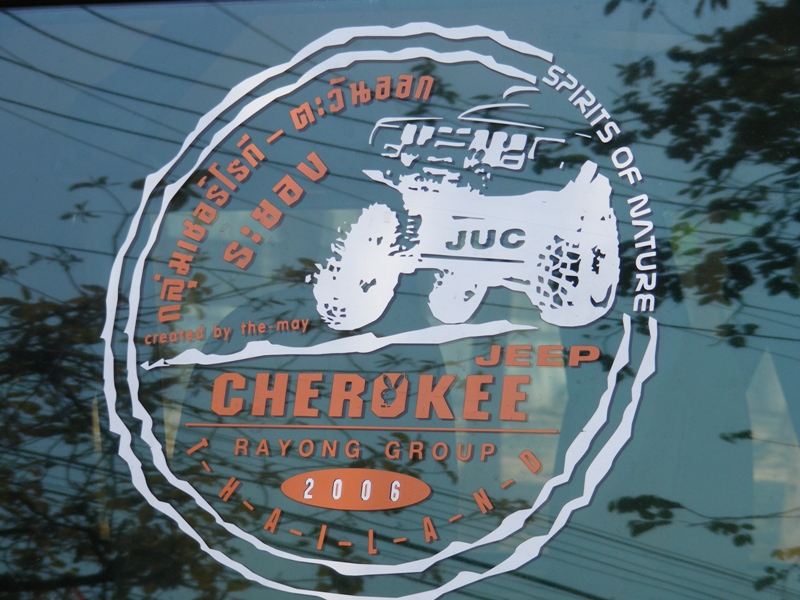 กลุ่มเชอร์โรกี - ตะวันออก
ระยอง
SPIRITS OF NATURE
JUC
created by the may
JEEP
CHEROKEE
RAYONG GROUP
2006
T-H-A-I-L-A-N-D